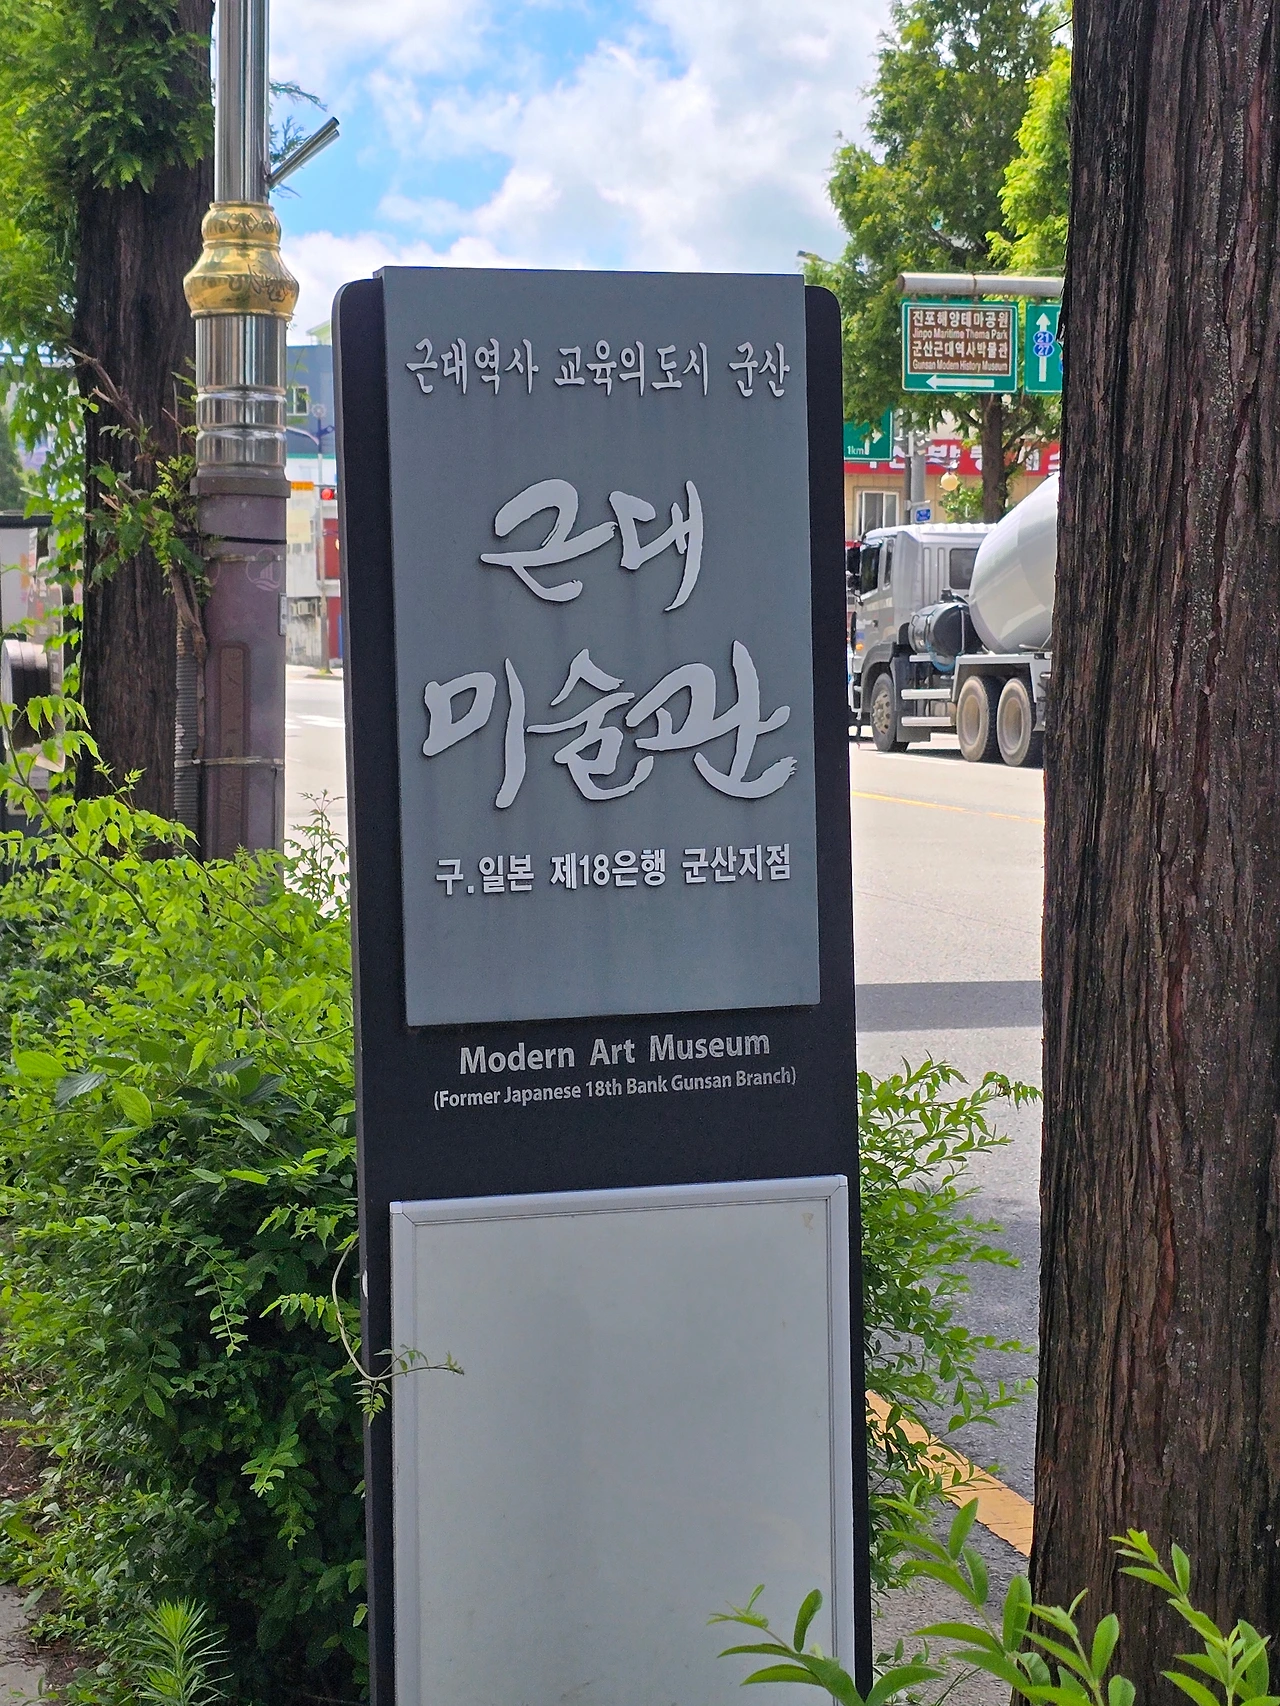 근대역사 교육의도시 군산
근대
미술관
구.일본 제18은행 군산지점
Modern Art Museum
(Former Japanese 18th Bank Gunsan Branch)
진포해양테마공원
Jinpo Maritime Theme Park
군산근대역사박물관
Gunsan Modern History Museum
21
27
1km